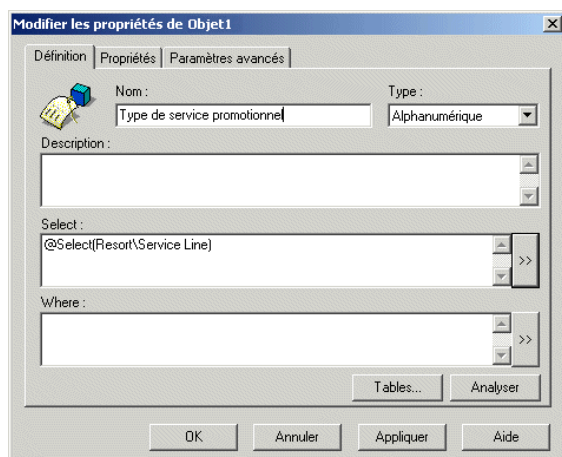 Modifier les propriétés de Objet1
Définition Propriétés Paramètres avancés
Nom : Type :
Type de service promotionnel Alphanumérique
Description :
Select :
@Select(Resort\Service Line)
>>
Where :
>>
Tables... Analyser
OK Annuler Appliquer Aide